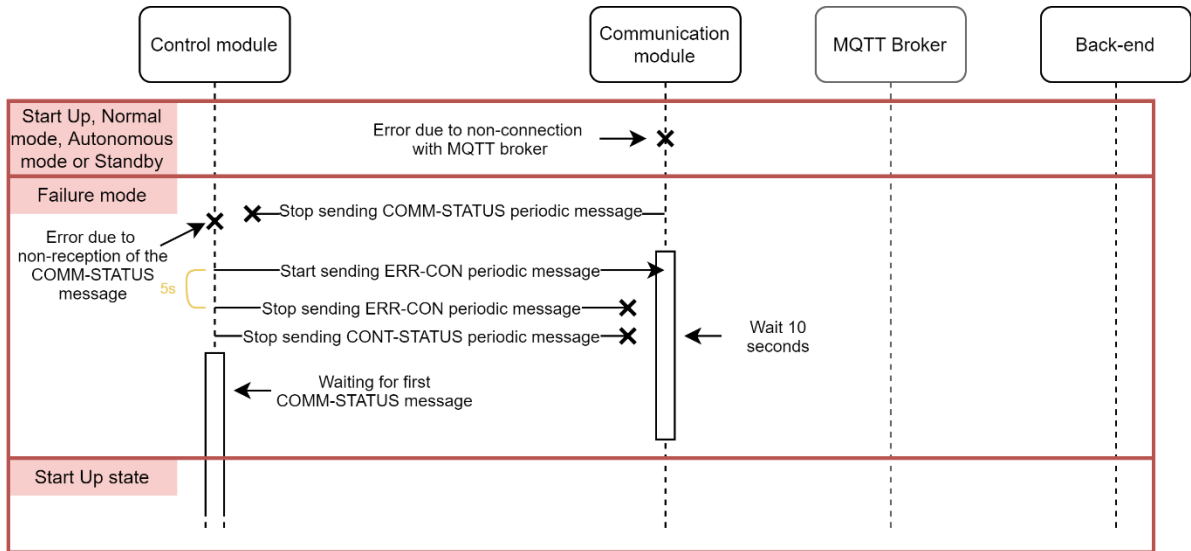 Control module
Communication
module
MQTT Broker
Back-end
Start Up, Normal
mode, Autonomous
mode or Standby
Error due to non-connection
with MQTT broker
Failure mode
Stop sending COMM-STATUS periodic message
Error due to
non-reception of the
COMM-STATUS
message
5s
Start sending ERR-CON periodic message
Stop sending ERR-CON periodic message
Stop sending CONT-STATUS periodic message
Wait 10
seconds
Waiting for first
COMM-STATUS message
Start Up state